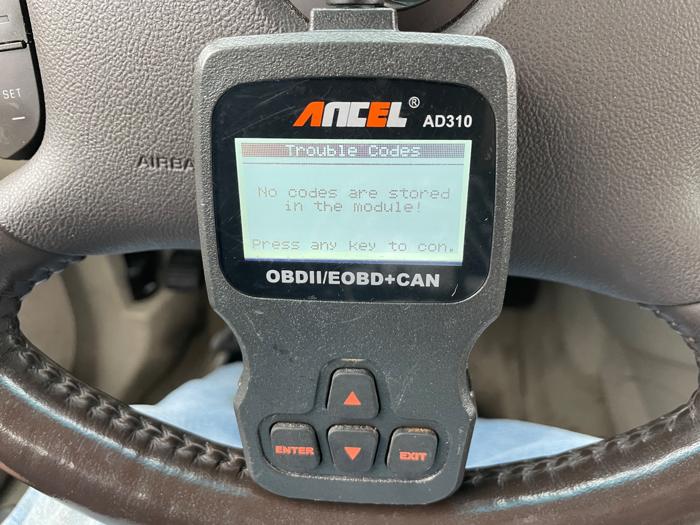 SET
AIRBA
ANCEL ® AD310
Trouble Codes
No codes are stored
in the module!
Press any key to con.
OBDII/EOBD+CAN
ENTER
EXIT